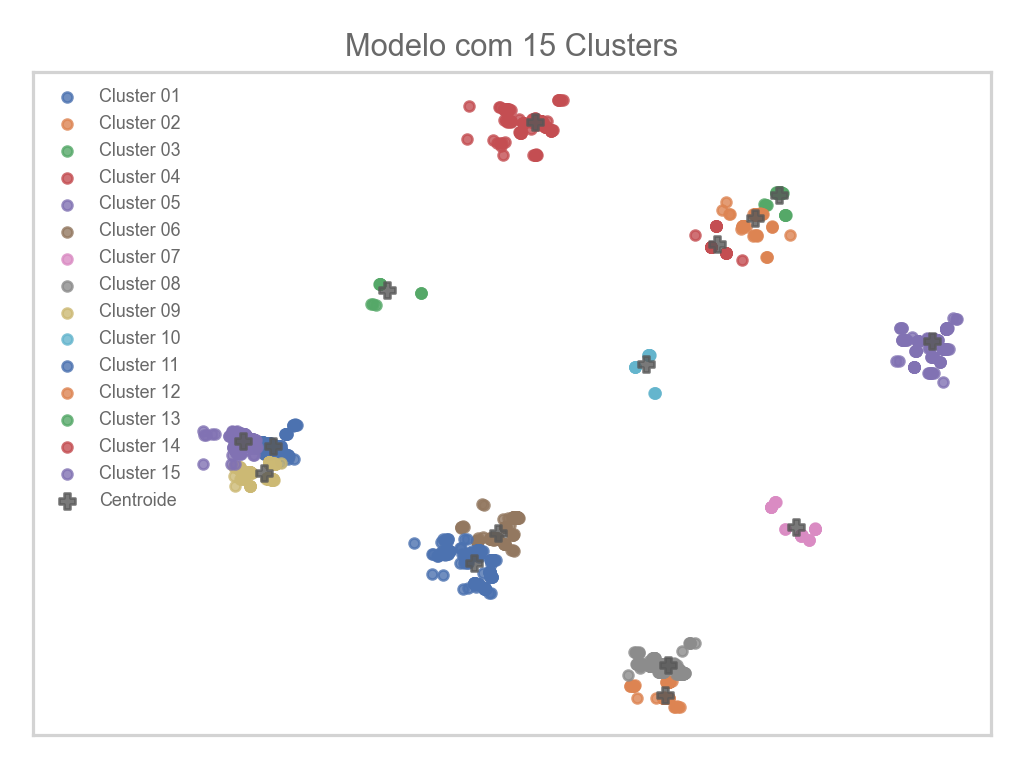 Modelo com 15 Clusters
Cluster 01
Cluster 02
Cluster 03
Cluster 04
Cluster 05
Cluster 06
Cluster 07
Cluster 08
Cluster 09
Cluster 10
Cluster 11
Cluster 12
Cluster 13
Cluster 14
Cluster 15
Centroide